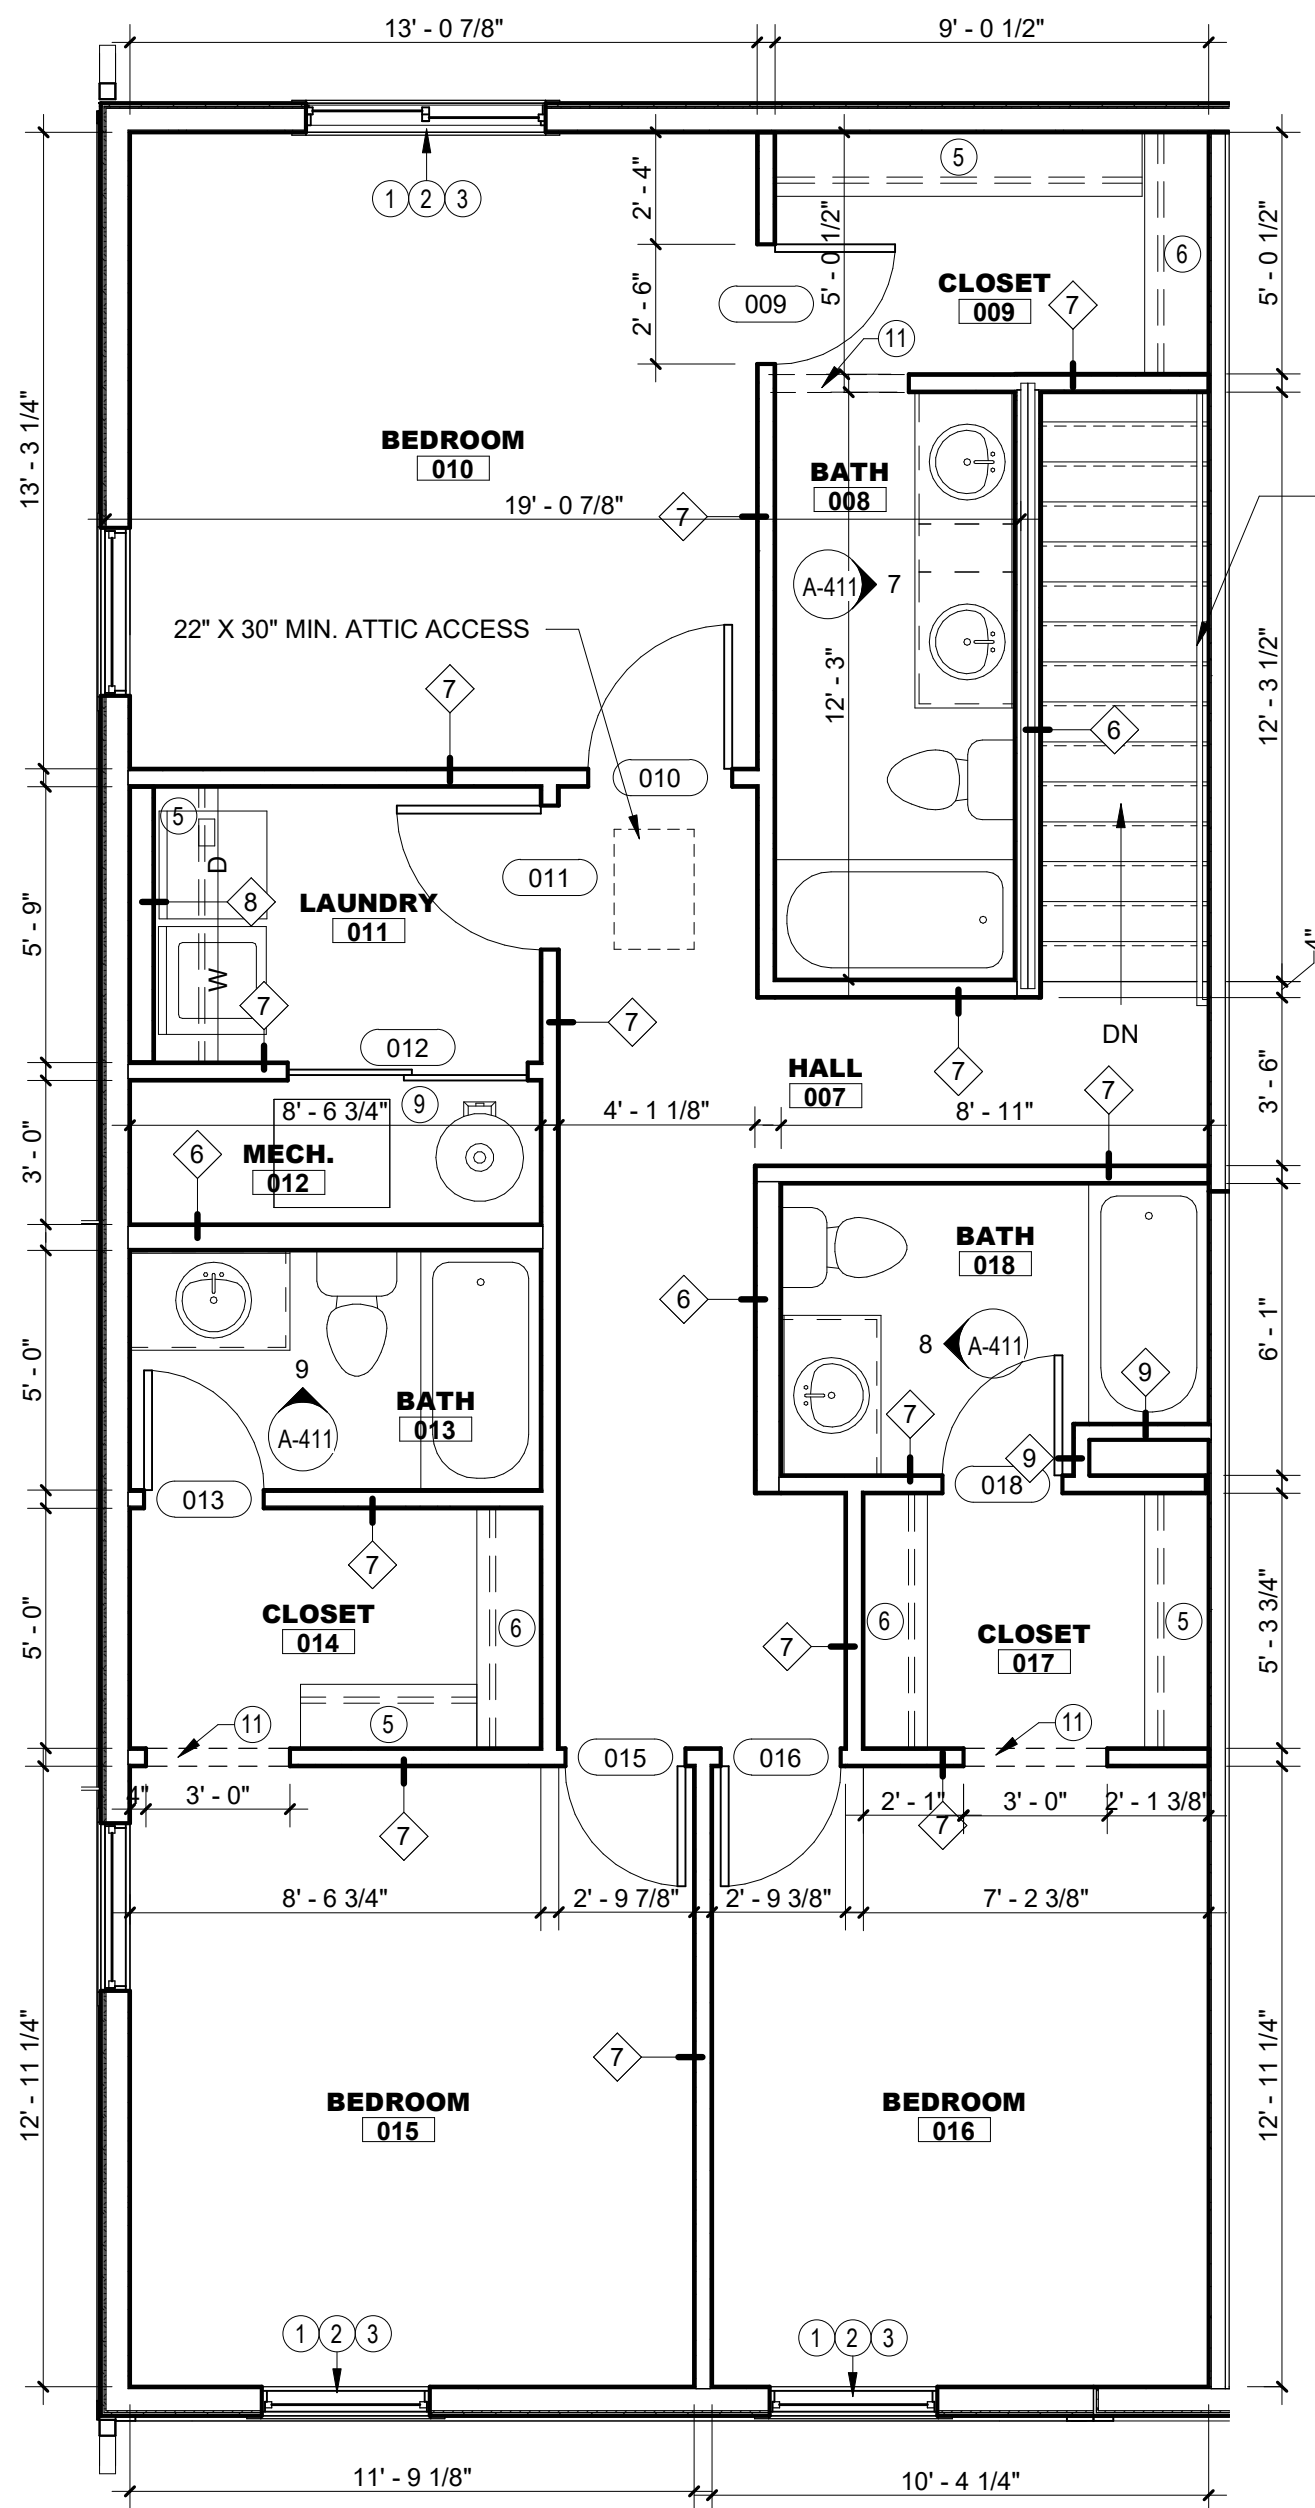 13' - 0 7/8"
9' - 0 1/2"
5
1 2 3
2' - 4"
5' - 0 1/2"
6
5' - 0 1/2"
CLOSET
009
009
7
2' - 6"
11
13' - 3 1/4"
BEDROOM
010
BATH
008
19' - 0 7/8"
7
A-411
7
22" X 30" MIN. ATTIC ACCESS
12' - 3"
12' - 3 1/2"
7
6
010
5
D
011
8
LAUNDRY
011
5' - 9"
4"
W
7
7
DN
012
HALL
007
7
7
3' - 6"
9
8' - 6 3/4"
4' - 1 1/8"
8' - 11"
3' - 0"
6
MECH.
012
BATH
018
6
6' - 1"
5' - 0"
8
A-411
9
9
BATH
013
A-411
7
9
013
018
7
5' - 0"
CLOSET
014
6
7
6
CLOSET
017
5
5' - 3 3/4"
11
5
11
015
016
4"
3' - 0"
2' - 1"
3' - 0"
2' - 1 3/8"
7
7
8' - 6 3/4"
2' - 9 7/8"
2' - 9 3/8"
7' - 2 3/8"
12' - 11 1/4"
7
12' - 11 1/4"
BEDROOM
015
BEDROOM
016
1 2 3
1 2 3
11' - 9 1/8"
10' - 4 1/4"